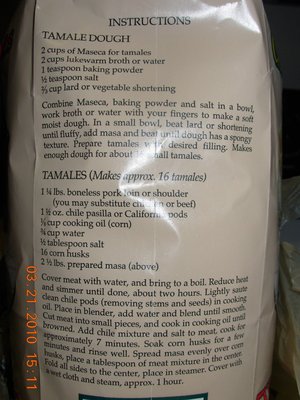 INSTRUCTIONS
TAMALE DOUGH
2 cups of Maseca for tamales
2 cups lukewarm broth or water
1 teaspoon baking powder
½ teaspoon salt
⅔ cup lard or vegetable shortening
Combine Maseca, baking powder and salt in a bowl,
work broth or water with your fingers to make a soft
moist dough. In a small bowl, beat lard or shortening
until fluffy, add masa and beat until dough has a spongy
texture. Prepare tamales with desired filling. Makes
enough dough for about small tamales.
TAMALES (Makes approx. 16 tamales)
1 ¼ lbs. boneless pork loin or shoulder
(you may substitute chicken or beef)
1 ½ oz. chile pasilla or California pods
cup cooking oil (corn)
¾ cup water
½ tablespoon salt
16 corn husks
2 ½ lbs. prepared masa (above)
Cover meat with water, and bring to a boil. Reduce heat
and simmer until done, about two hours. Lightly saute
clean chile pods (removing stems and seeds) in cooking
oil. Place in blender, add water and blend until smooth.
Cut meat into small pieces, and cook in cooking oil until
browned. Add chile mixture and salt to meat, cook for
approximately 7 minutes. Soak corn husks for a few
minutes and rinse well. Spread masa evenly over corn
husks, place a tablespoon of meat mixture in the center.
Fold all sides to the center, place in steamer. Cover with
a wet cloth and steam, approx. 1 hour.
03 21 2010 15:11